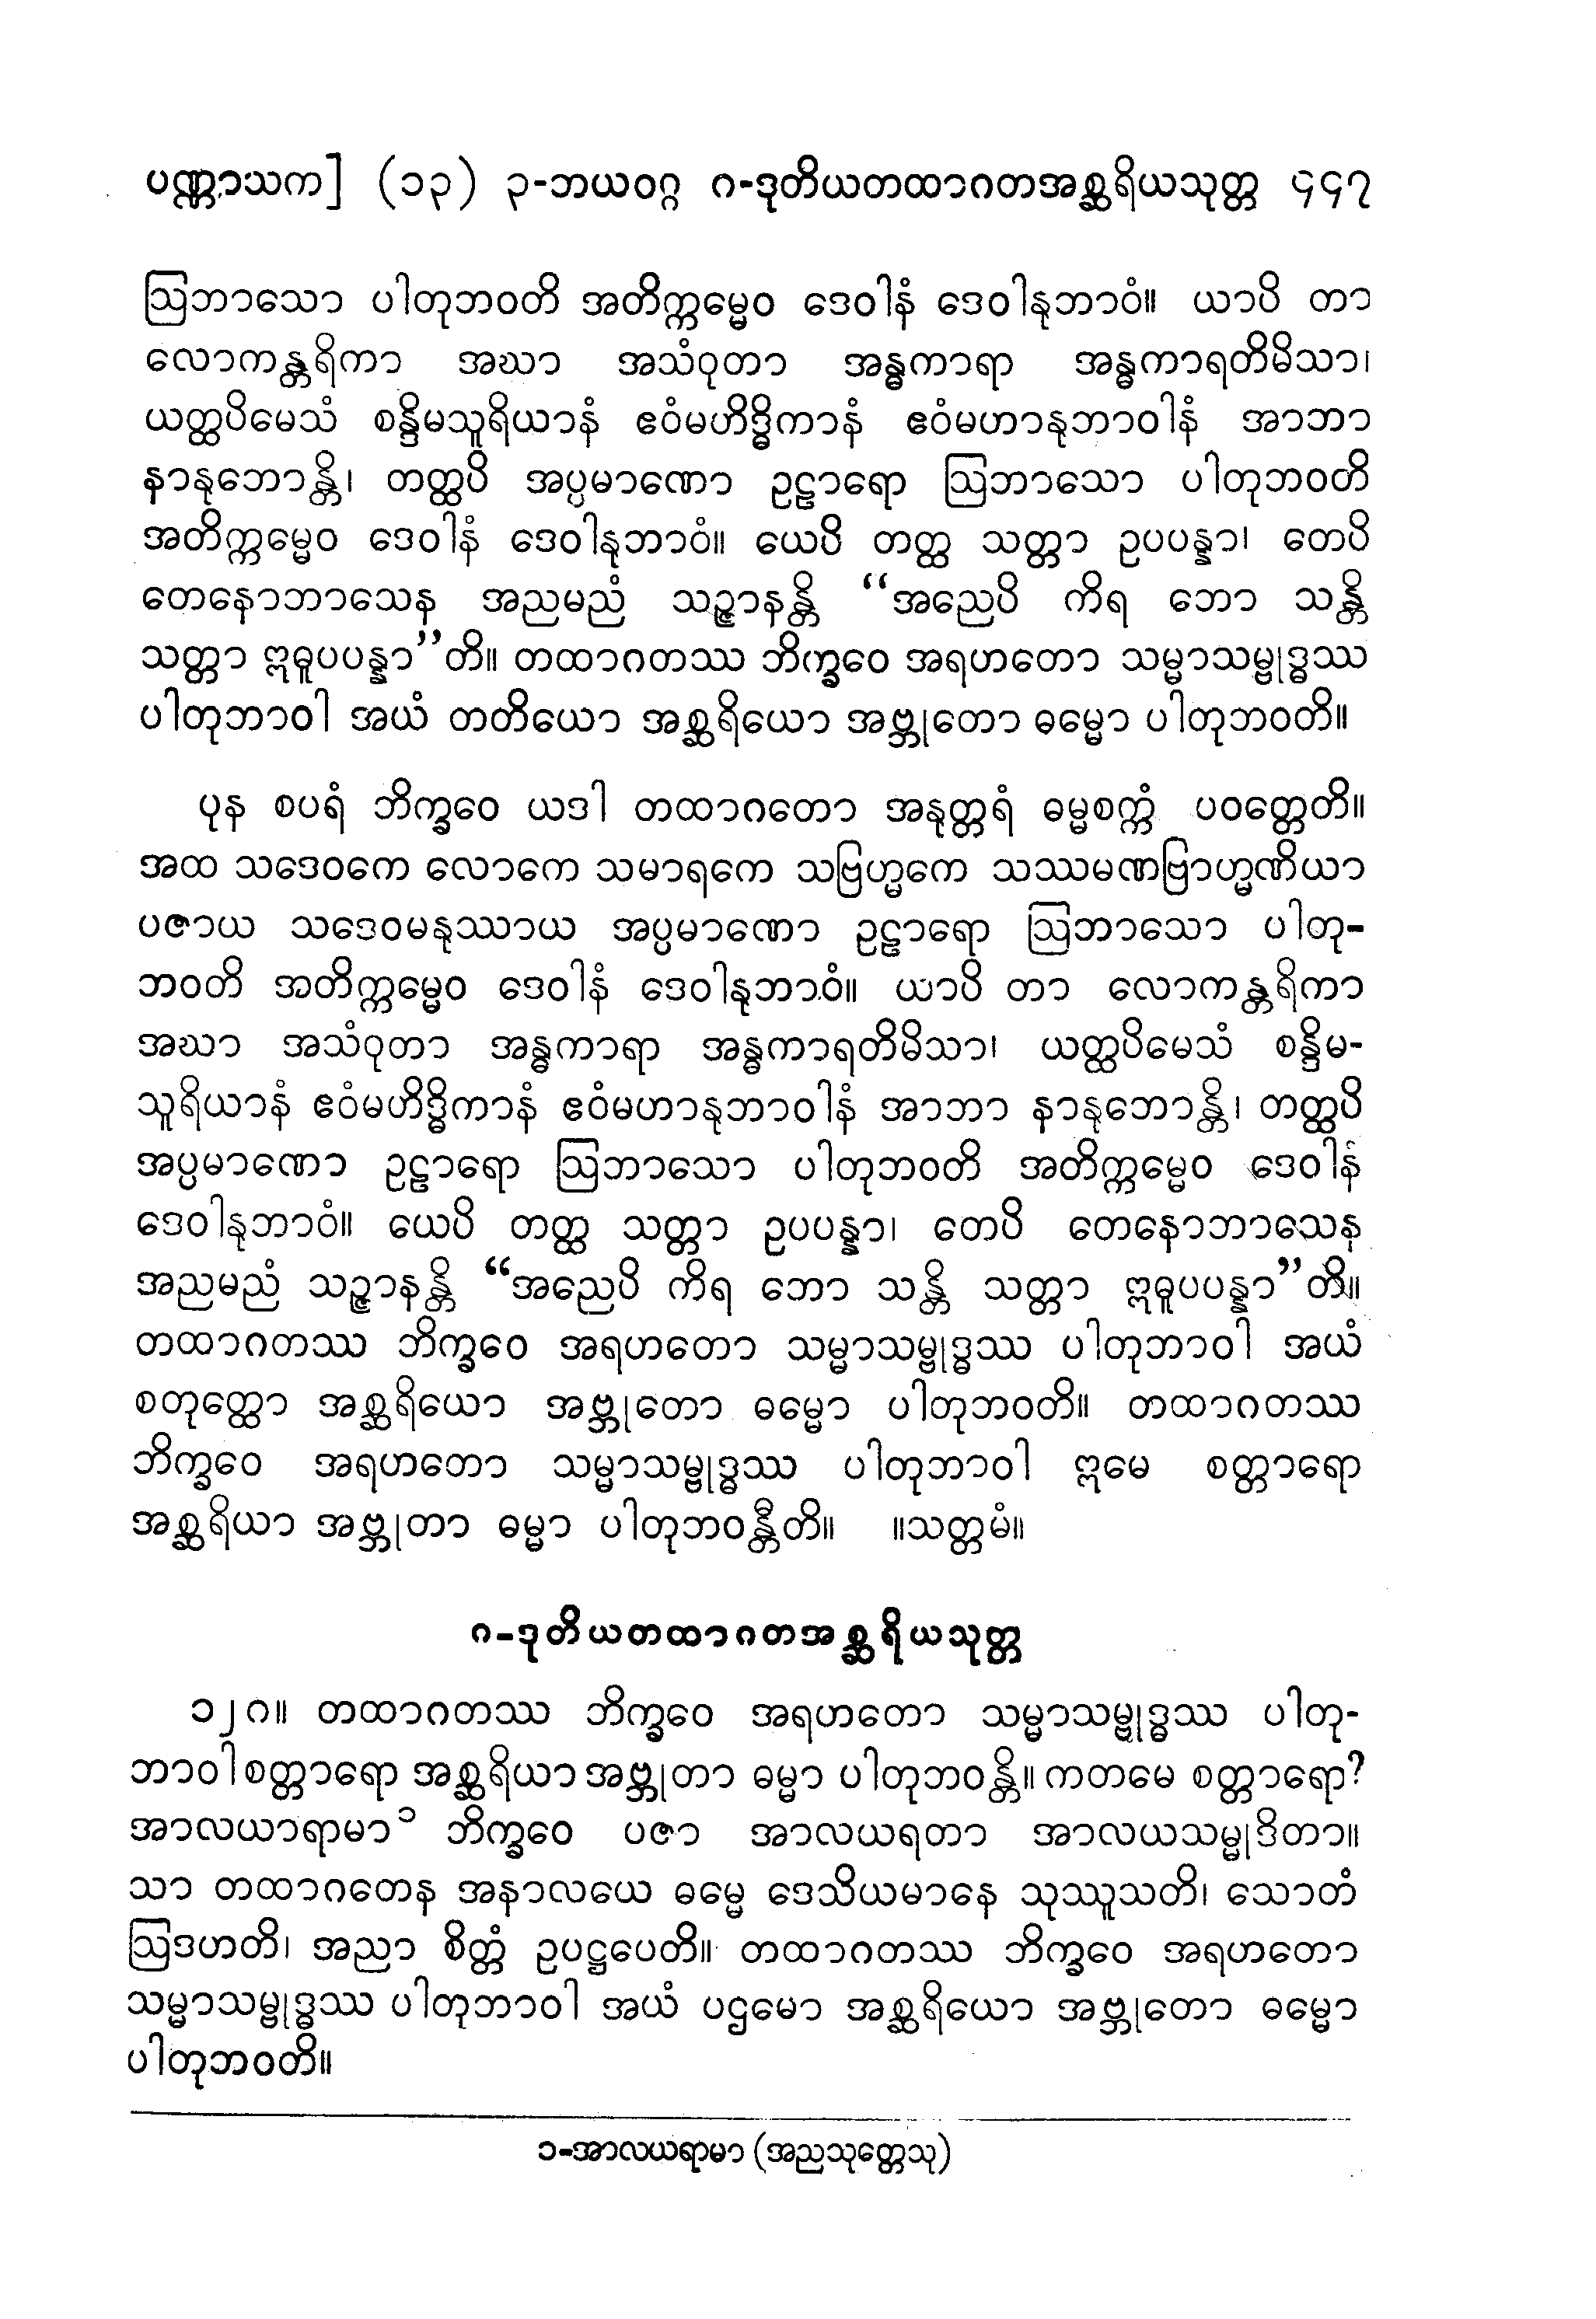 ပဏ္ဏာသက] (၁၃) ၃-ဘယဝဂ္ဂ ဂ-ဒုတိယတထာဂတအစ္ဆရိယသုတ္တ ၄၄၇
ဩဘာသော ပါတုဘဝတိ အတိက္ကမ္မေဝ ဒေဝါနံ ဒေဝါနုဘာဝံ။ ယာပိ တာ
လောကန္တရိကာ အဃာ အသံဝုတာ အန္ဓကာရာ အန္ဓကာရတိမိသာ၊
ယတ္ထပိမေသံ စန္ဒိမသူရိယာနံ ဧဝံမဟိဒ္ဓိကာနံ ဧဝံမဟာနုဘာဝါနံ အာဘာ
နာနုဘောန္တိ၊ တတ္ထပိ အပ္ပမာဏော ဥဠာရော ဩဘာသော ပါတုဘဝတိ
အတိက္ကမ္မေဝ ဒေဝါနံ ဒေဝါနုဘာဝံ။ ယေပိ တတ္ထ သတ္တာ ဥပပန္နာ၊ တေပိ
တေနောဘာသေန အညမညံ သဉ္ဇာနန္တိ “အညေပိ ကိရ ဘော သန္တိ
သတ္တာ ဣဓူပပန္နာ”တိ။ တထာဂတဿ ဘိက္ခဝေ အရဟတော သမ္မာသမ္ဗုဒ္ဓဿ
ပါတုဘာဝါ အယံ တတိယော အစ္ဆရိယော အဗ္ဘုတော ဓမ္မော ပါတုဘဝတိ။
ပုန စပရံ ဘိက္ခဝေ ယဒါ တထာဂတော အနုတ္တရံ ဓမ္မစက္ကံ ပဝတ္တေတိ။
အထ သဒေဝကေ လောကေ သမာရကေ သဗြဟ္မကေ သဿမဏဗြာဟ္မဏိယာ
ပဇာယ သဒေဝမနုဿာယ အပ္ပမာဏော ဥဠာရော ဩဘာသော ပါတု-
ဘဝတိ အတိက္ကမ္မေဝ ဒေဝါနံ ဒေဝါနုဘာဝံ။ ယာပိ တာ လောကန္တရိကာ
အဃာ အသံဝုတာ အန္ဓကာရာ အန္ဓကာရတိမိသာ၊ ယတ္ထပိမေသံ စန္ဒိမ-
သူရိယာနံ ဧဝံမဟိဒ္ဓိကာနံ ဧဝံမဟာနုဘာဝါနံ အာဘာ နာနုဘောန္တိ၊ တတ္ထပိ
အပ္ပမာဏော ဥဠာရော ဩဘာသော ပါတုဘဝတိ အတိက္ကမ္မေဝ ဒေဝါနံ
ဒေဝါနုဘာဝံ။ ယေပိ တတ္ထ သတ္တာ ဥပပန္နာ၊ တေပိ တေနောဘာသေန
အညမညံ သဉ္ဇာနန္တိ “အညေပိ ကိရ ဘော သန္တိ သတ္တာ ဣဓူပပန္နာ”တိ။
တထာဂတဿ ဘိက္ခဝေ အရဟတော သမ္မာသမ္ဗုဒ္ဓဿ ပါတုဘာဝါ အယံ
စတုတ္ထော အစ္ဆရိယော အဗ္ဘုတော ဓမ္မော ပါတုဘဝတိ။ တထာဂတဿ
ဘိက္ခဝေ အရဟတော သမ္မာသမ္ဗုဒ္ဓဿ ပါတုဘာဝါ ဣမေ စတ္တာရော
အစ္ဆရိယာ အဗ္ဘုတာ ဓမ္မာ ပါတုဘဝန္တီတိ။ ။သတ္တမံ။
ဂ-ဒုတိယတထာဂတအစ္ဆရိယသုတ္တ
၁၂ဂ။ တထာဂတဿ ဘိက္ခဝေ အရဟတော သမ္မာသမ္ဗုဒ္ဓဿ ပါတု-
ဘာဝါ စတ္တာရော အစ္ဆရိယာ အဗ္ဘုတာ ဓမ္မာ ပါတုဘဝန္တိ။ ကတမေ စတ္တာရော?
အာလယာရာမာ၁ ဘိက္ခဝေ ပဇာ အာလယရတာ အာလယသမ္မုဒိတာ။
သာ တထာဂတေန အနာလယေ ဓမ္မေ ဒေသိယမာနေ သုဿူသတိ၊ သောတံ
ဩဒဟတိ၊ အညာ စိတ္တံ ဥပဋ္ဌပေတိ။ တထာဂတဿ ဘိက္ခဝေ အရဟတော
သမ္မာသမ္ဗုဒ္ဓဿ ပါတုဘာဝါ အယံ ပဌမော အစ္ဆရိယော အဗ္ဘုတော ဓမ္မော
ပါတုဘဝတိ။
၁-အာလယရာမာ (အညသုတ္တေသု)